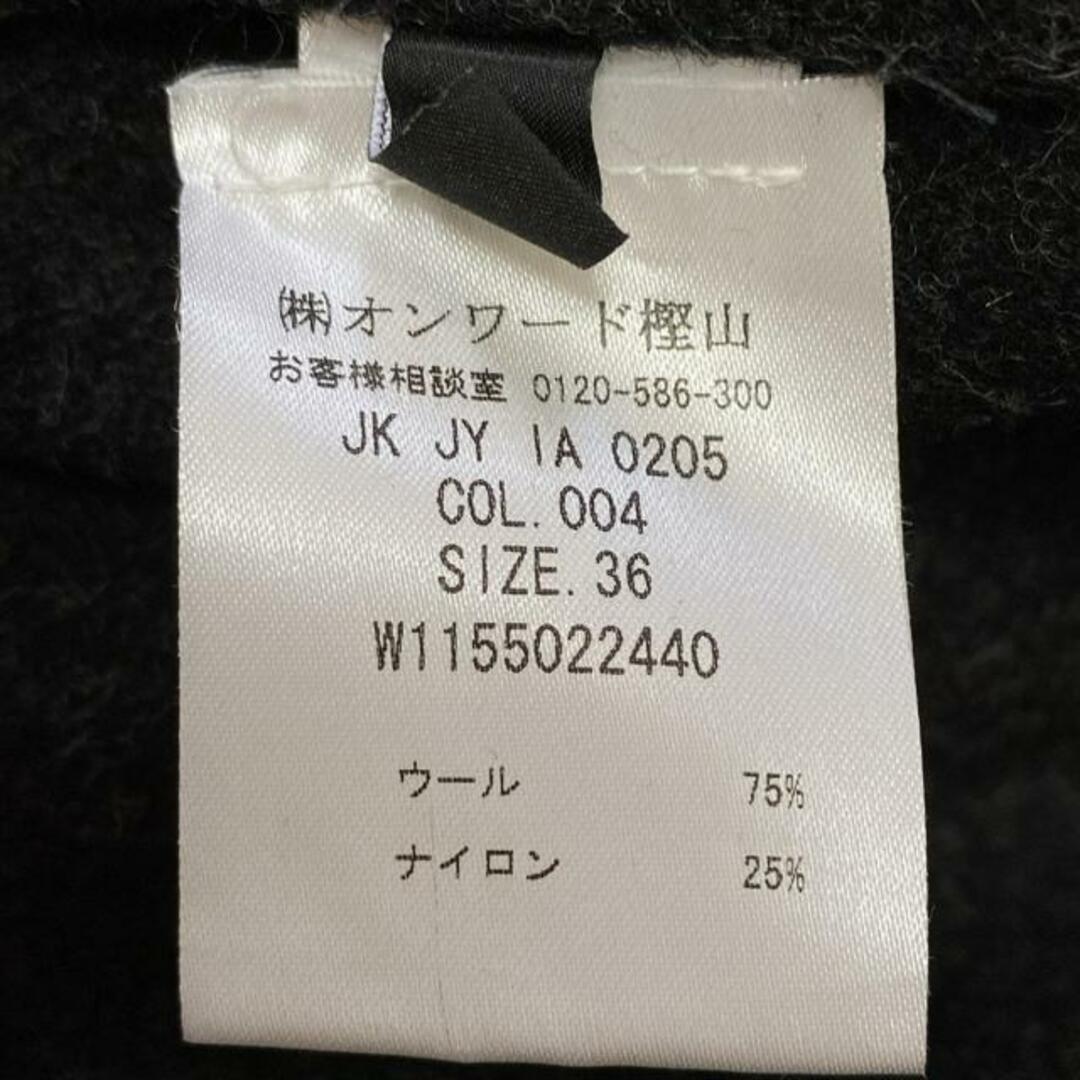 ㈱オンワード樫山
お客様相談室 0120-586-300
JK JY IA 0205
COL. 004
SIZE. 36
W1155022440
ウール 75%
ナイロン 25%